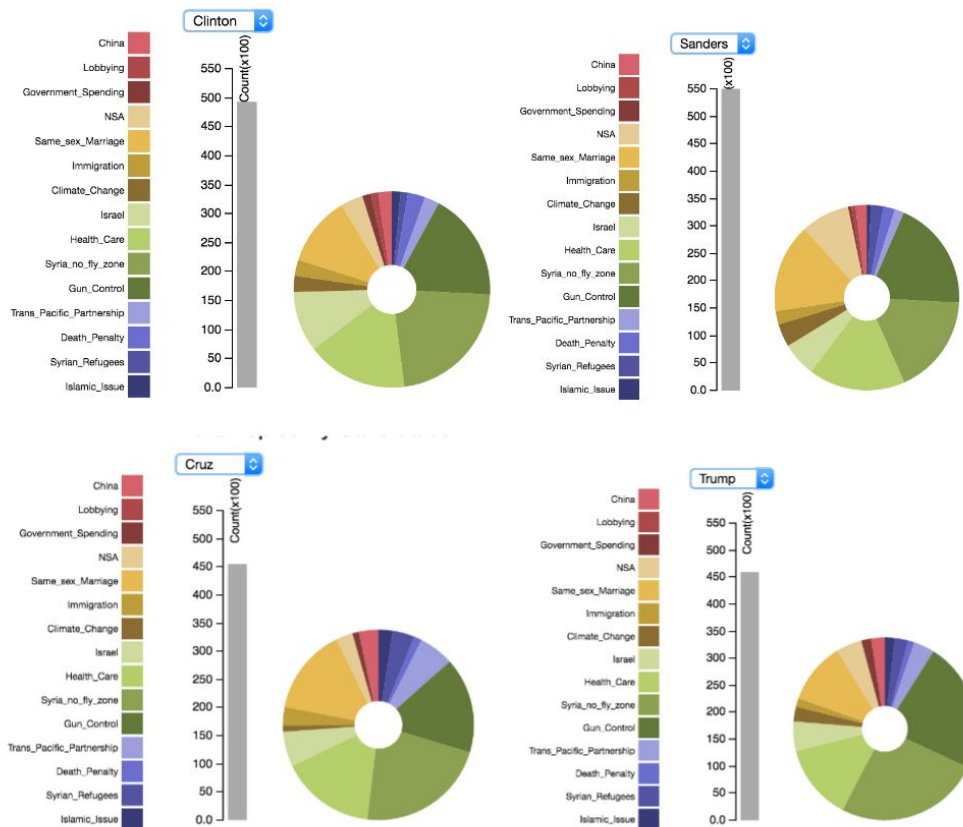 Clinton
Count(x100)
China
Lobbying
Government_Spending
NSA
Same_sex_Marriage
Immigration
Climate_Change
Israel
Health_Care
Syria_no_fly_zone
Gun_Control
Trans_Pacific_Partnership
Death_Penalty
Syrian_Refugees
Islamic_Issue
550
500
450
400
350
300
250
200
150
100
50
0.0
Sanders
(x100)
China
Lobbying
Government_Spending
NSA
Same_sex_Marriage
Immigration
Climate_Change
Israel
Health_Care
Syria_no_fly_zone
Gun_Control
Trans_Pacific_Partnership
Death_Penalty
Syrian_Refugees
Islamic_Issue
550
500
450
400
350
300
250
200
150
100
50
0.0
Cruz
Count(x100)
China
Lobbying
Government_Spending
NSA
Same_sex_Marriage
Immigration
Climate_Change
Israel
Health_Care
Syria_no_fly_zone
Gun_Control
Trans_Pacific_Partnership
Death_Penalty
Syrian_Refugees
Islamic_Issue
550
500
450
400
350
300
250
200
150
100
50
0.0
Trump
Count(x100)
China
Lobbying
Government_Spending
NSA
Same_sex_Marriage
Immigration
Climate_Change
Israel
Health_Care
Syria_no_fly_zone
Gun_Control
Trans_Pacific_Partnership
Death_Penalty
Syrian_Refugees
Islamic_Issue
550
500
450
400
350
300
250
200
150
100
50
0.0